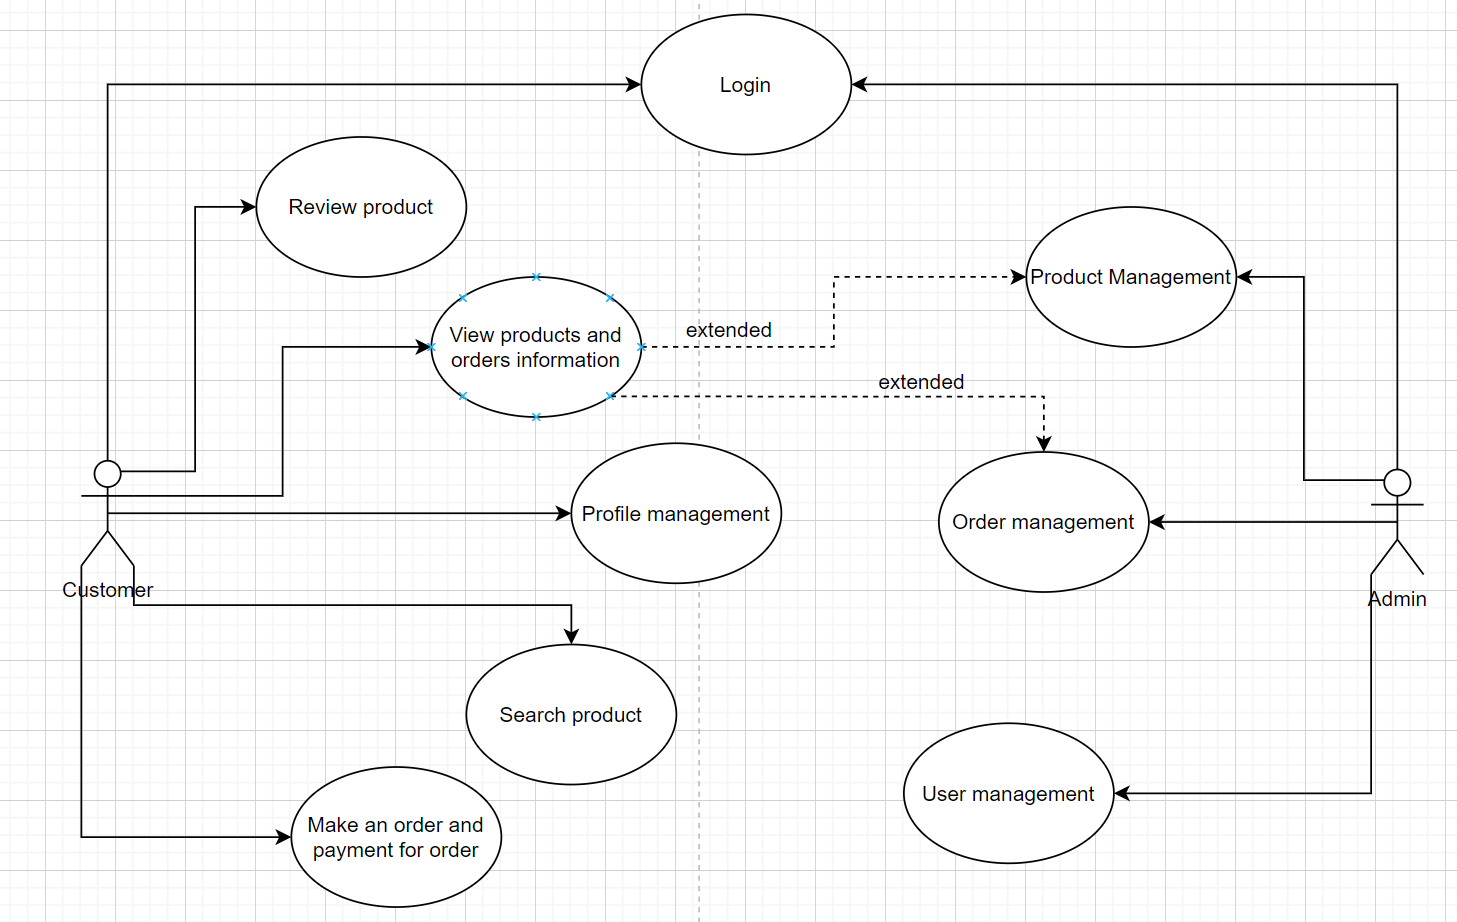 Login
Review product
Product Management
View products and
orders information
extended
extended
Profile management
Order management
Customer
Admin
Search product
User management
Make an order and
payment for order